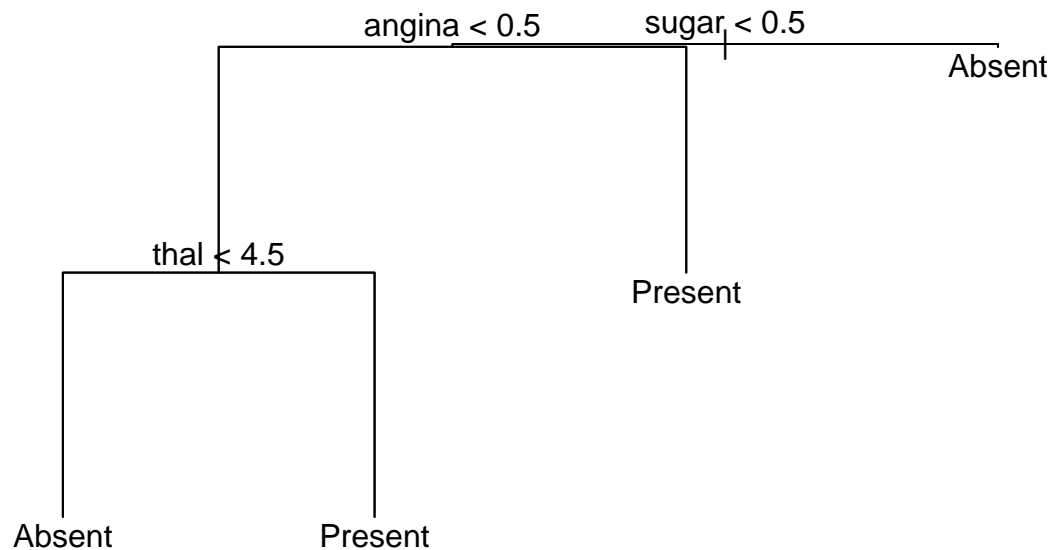 angina < 0.5
sugar < 0.5
Absent
thal < 4.5
Present
Absent
Present